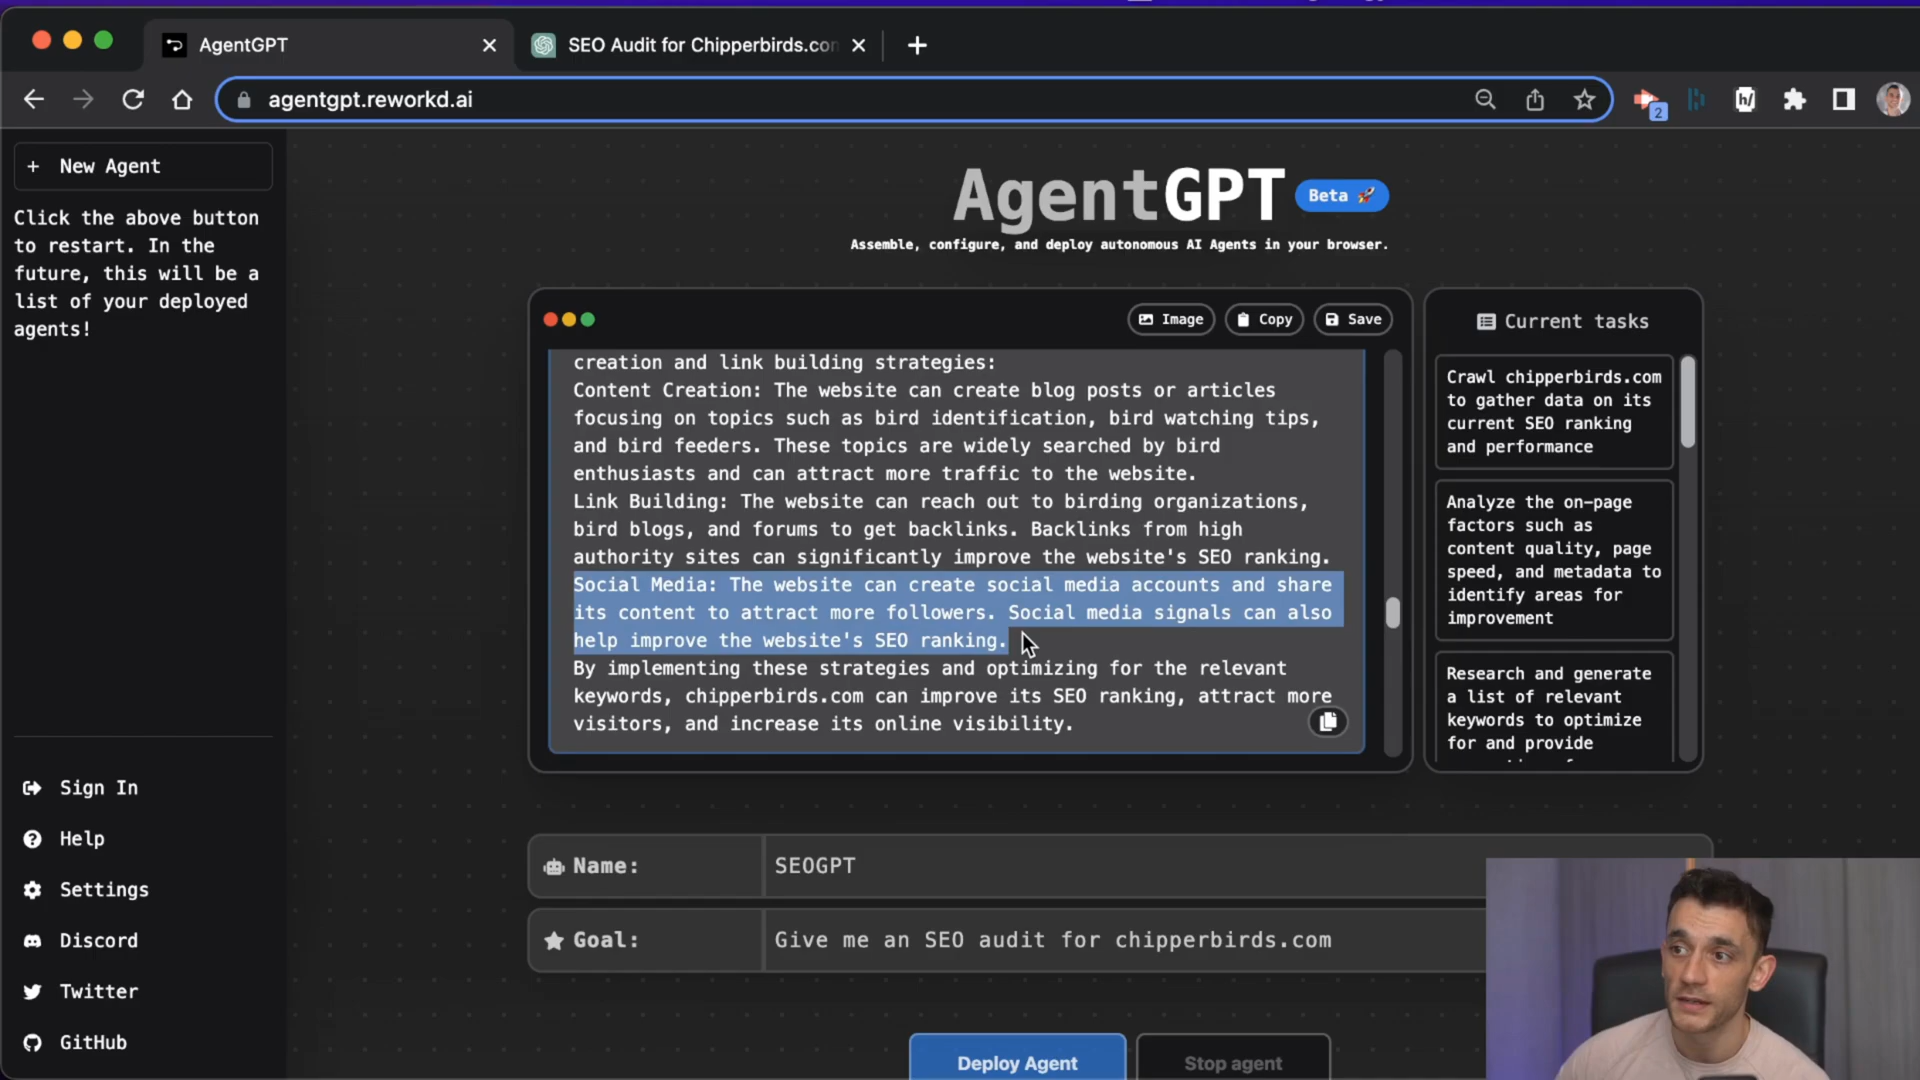 AgentGPT
SEO Audit for Chipperbirds.con
agentgpt.reworkd.ai
2
+ New Agent
Click the above button
to restart. In the
future, this will be a
list of your deployed
agents!
Sign In
Help
Settings
Discord
Twitter
GitHub
AgentGPT
Beta 🚀
Assemble, configure, and deploy autonomous AI Agents in your browser.
Image
Copy
Save
creation and link building strategies:
Content Creation: The website can create blog posts or articles
focusing on topics such as bird identification, bird watching tips,
and bird feeders. These topics are widely searched by bird
enthusiasts and can attract more traffic to the website.
Link Building: The website can reach out to birding organizations,
bird blogs, and forums to get backlinks. Backlinks from high
authority sites can significantly improve the website's SEO ranking.
Social Media: The website can create social media accounts and share
its content to attract more followers. Social media signals can also
help improve the website's SEO ranking.
By implementing these strategies and optimizing for the relevant
keywords, chipperbirds.com can improve its SEO ranking, attract more
visitors, and increase its online visibility.
Current tasks
Crawl chipperbirds.com
to gather data on its
current SEO ranking
and performance
Analyze the on-page
factors such as
content quality, page
speed, and metadata to
identify areas for
improvement
Research and generate
a list of relevant
keywords to optimize
for and provide
Name:
SEOGPT
Goal:
Give me an SEO audit for chipperbirds.com
Deploy Agent
Stop agent